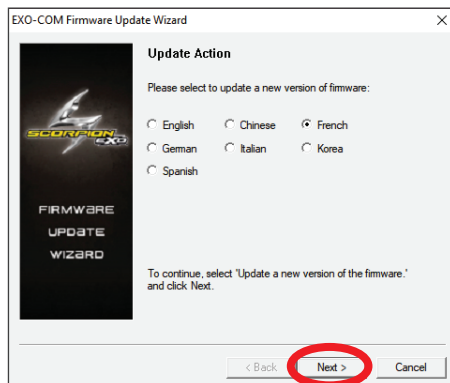 EXO-COM Firmware Update Wizard
Update Action
Please select to update a new version of firmware:
English Chinese French
German Italian Korea
Spanish
SCORPION
EXO
FIRMWARE
UPDATE
WIZARD
To continue, select 'Update a new version of the firmware.'
and click Next.
< Back Next > Cancel